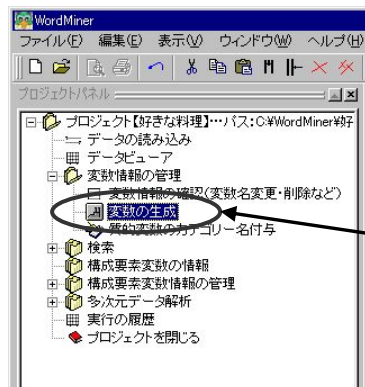 WordMiner
ファイル(F) 編集(E) 表示(V) ウィンドウ(W) ヘルプ(H)
プロジェクトパネル
プロジェクト【好きな料理】…パス:C:¥WordMiner¥好
データの読み込み
データビューア
変数情報の管理
変数情報の確認(変数名変更・削除など)
変数の生成
質的変数のカテゴリー名付与
検索
構成要素変数の情報
構成要素変数情報の管理
多次元データ解析
実行の履歴
プロジェクトを閉じる